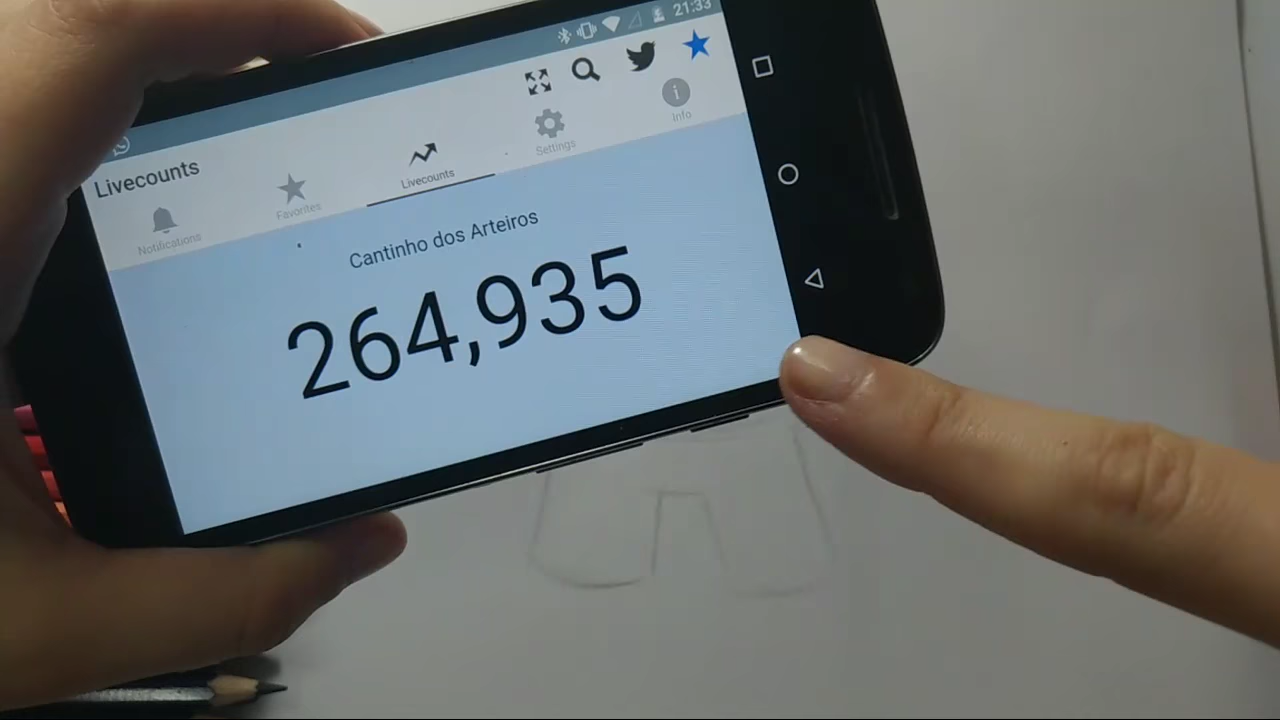 21:33
Livecounts
Notifications
Favorites
Livecounts
Settings
Info
Cantinho dos Arteiros
264,935